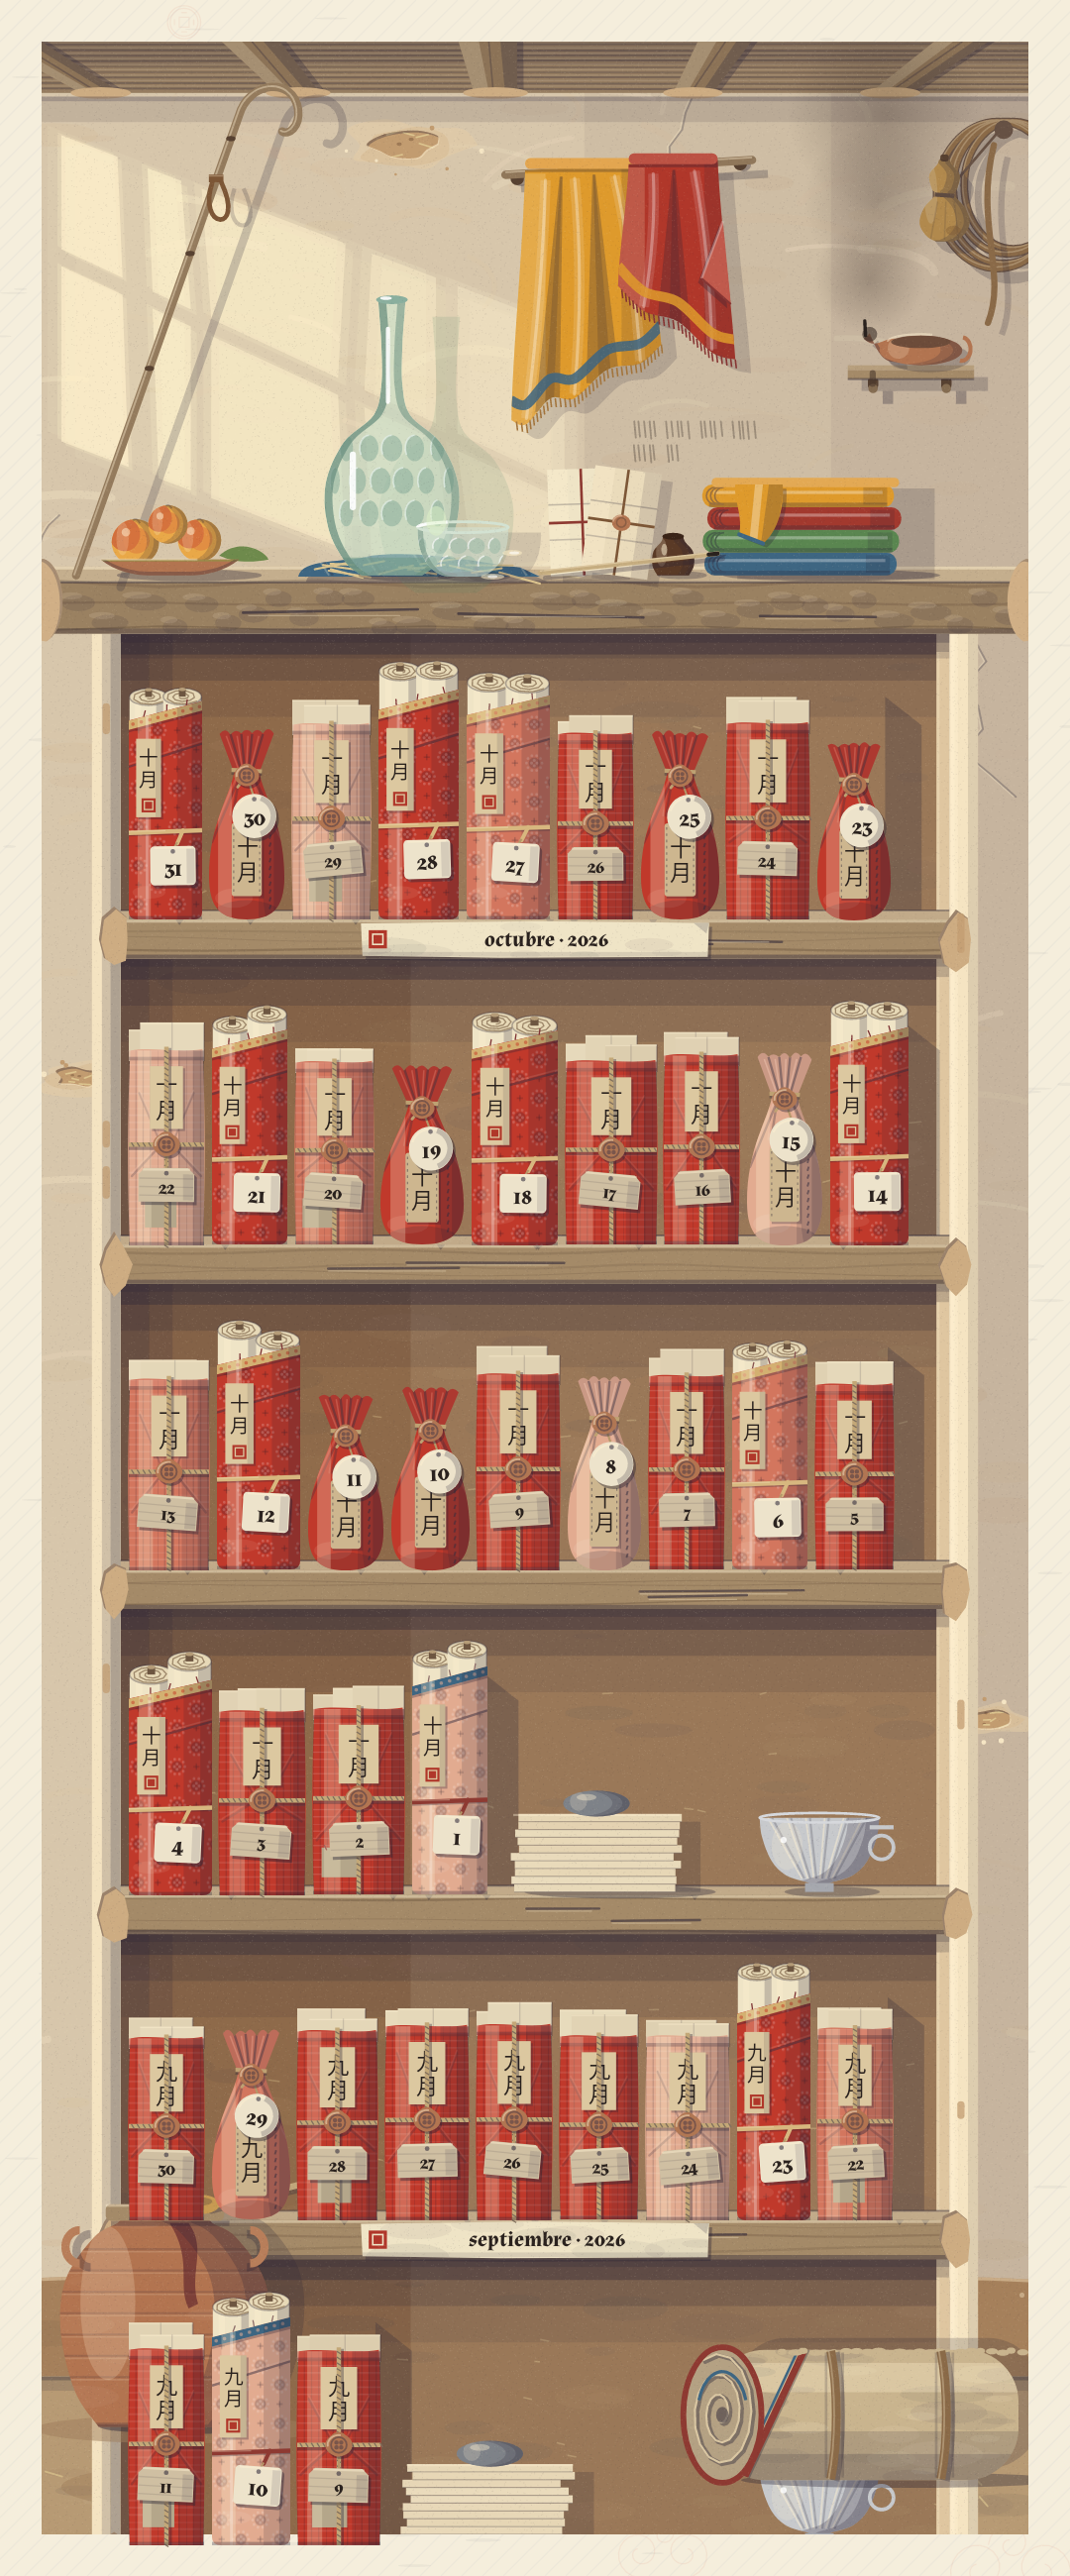 十月
31
30
十月
十月
29
十月
28
十月
27
十月
26
25
十月
十月
24
23
十月
octubre · 2026
十月
22
十月
21
十月
20
19
十月
十月
18
十月
17
十月
16
15
十月
十月
14
十月
13
十月
12
11
十月
10
十月
十月
9
8
十月
十月
7
十月
6
十月
5
十月
4
十月
3
十月
2
十月
1
九月
30
29
九月
九月
28
九月
27
九月
26
九月
25
九月
24
九月
23
九月
22
septiembre · 2026
九月
11
九月
10
九月
9